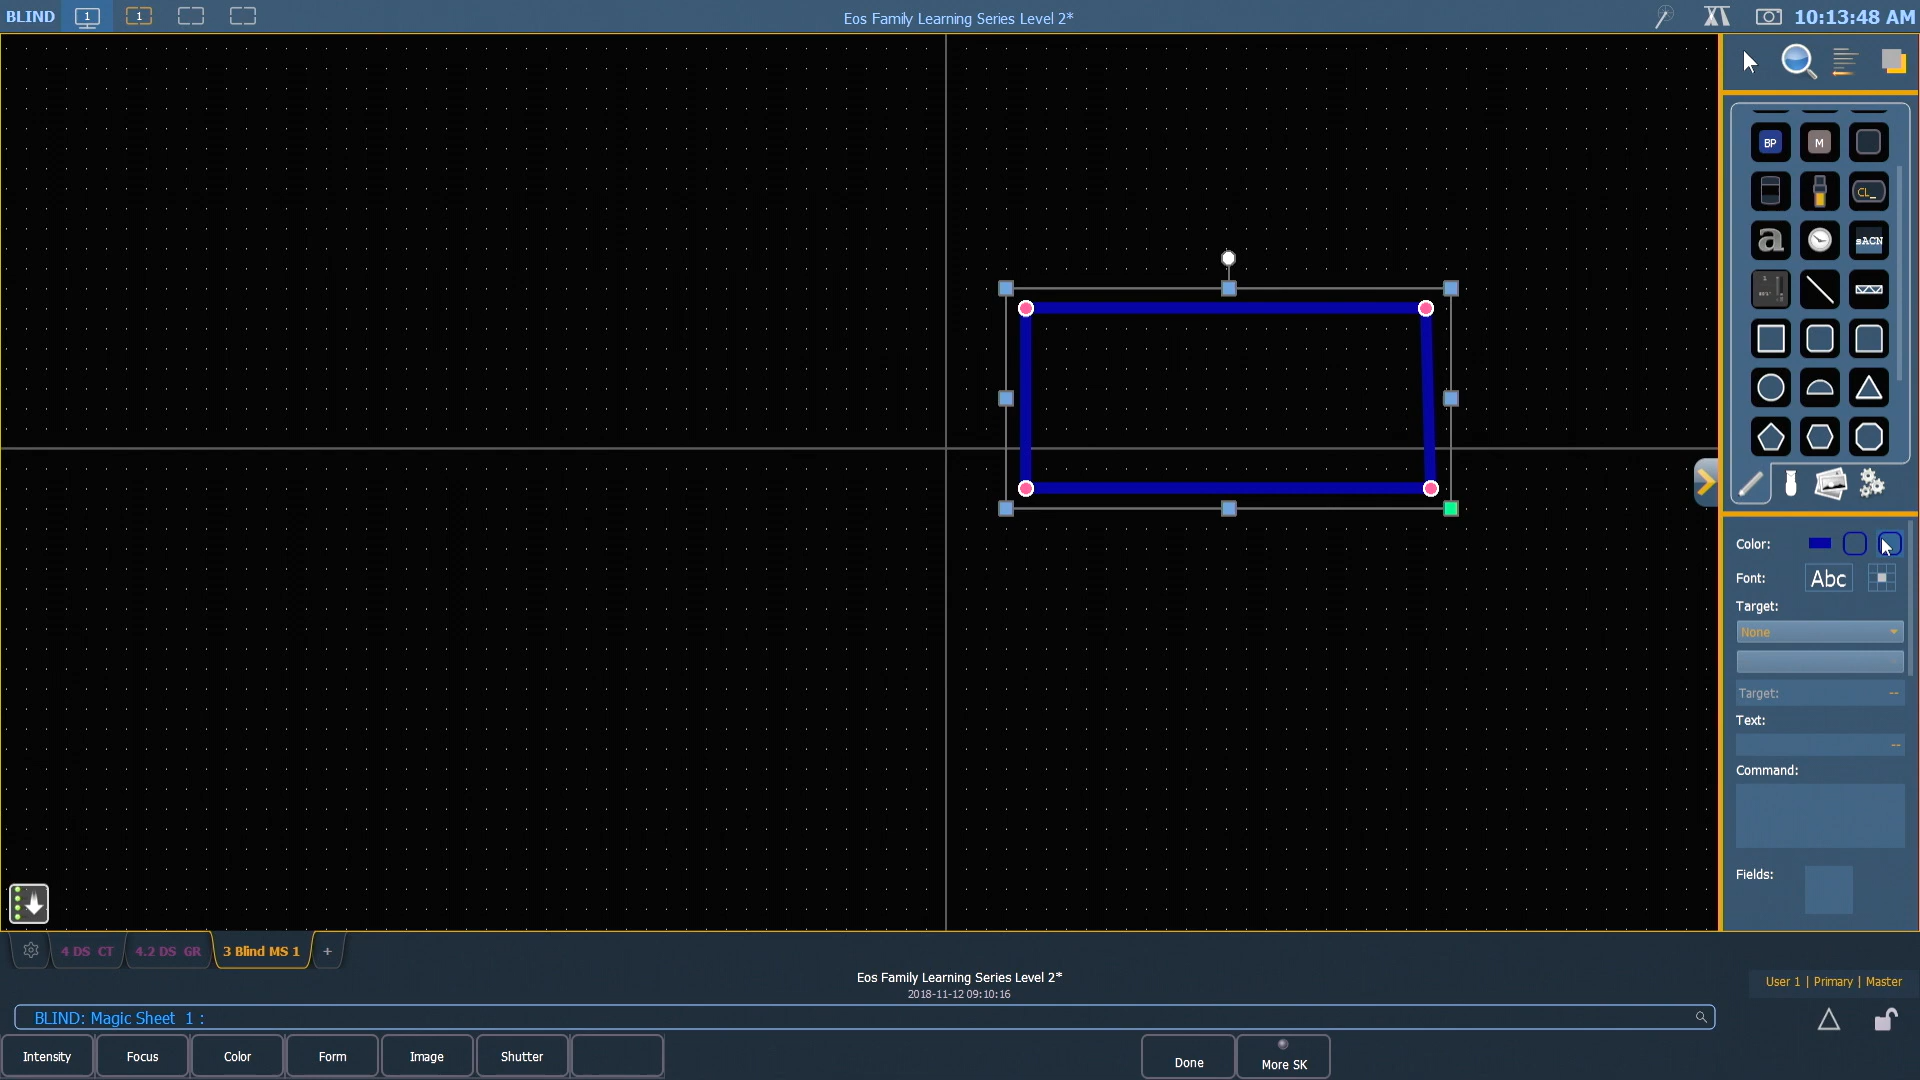 BLIND 1 1 Eos Family Learning Series Level 2* 10:13:48 AM
BP M
CL_
a sACN
Color:
Font: Abc
Target:
None
Target: --
Text:
--
Command:
Fields:
4 DS CT 4.2 DS GR 3 Blind MS 1 +
Eos Family Learning Series Level 2*
2018-11-12 09:10:16
User 1 | Primary | Master
BLIND: Magic Sheet 1 :
Intensity Focus Color Form Image Shutter Done More SK